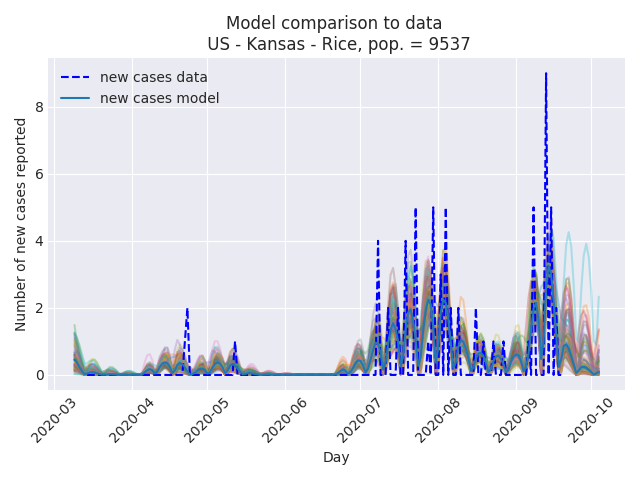 Model comparison to data
US - Kansas - Rice, pop. = 9537
new cases data
new cases model
Number of new cases reported
8
6
4
2
0
2020-03
2020-04
2020-05
2020-06
2020-07
2020-08
2020-09
2020-10
Day